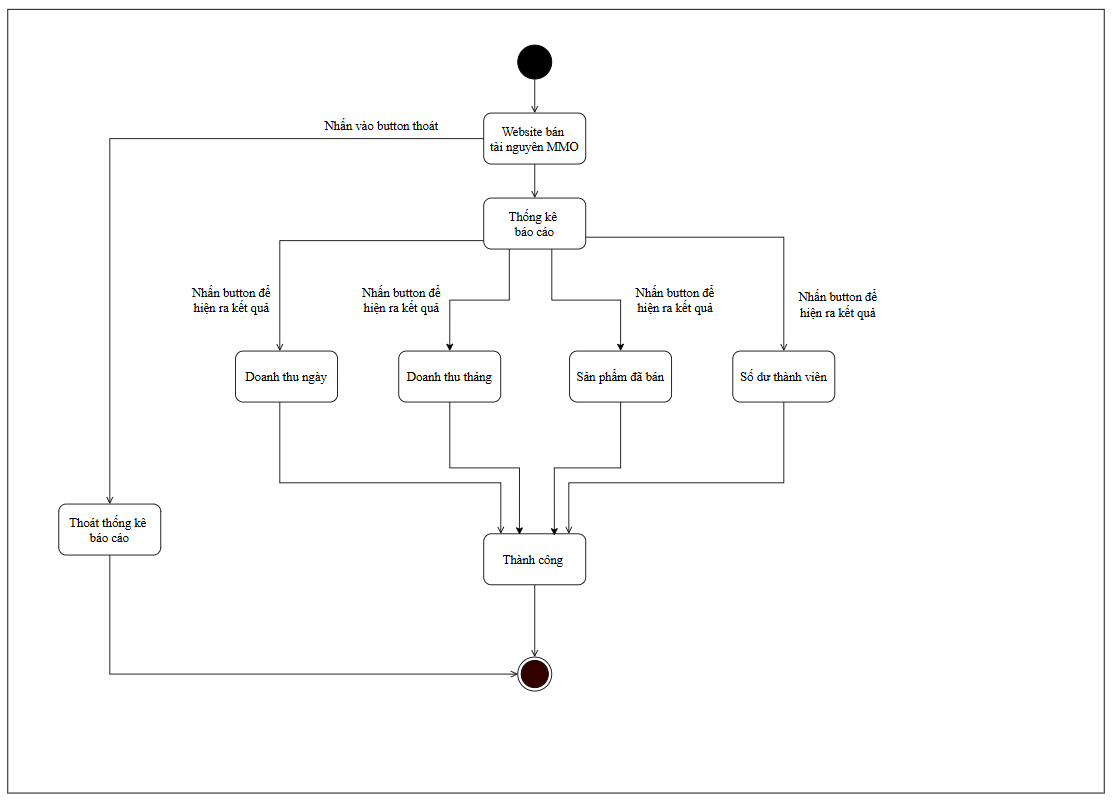 Nhấn vào button thoát
Website bán
tài nguyên MMO
Thống kê
báo cáo
Nhấn button để
hiện ra kết quả
Nhấn button để
hiện ra kết quả
Nhấn button để
hiện ra kết quả
Nhấn button để
hiện ra kết quả
Doanh thu ngày
Doanh thu tháng
Sản phẩm đã bán
Số dư thành viên
Thoát thống kê
báo cáo
Thành công